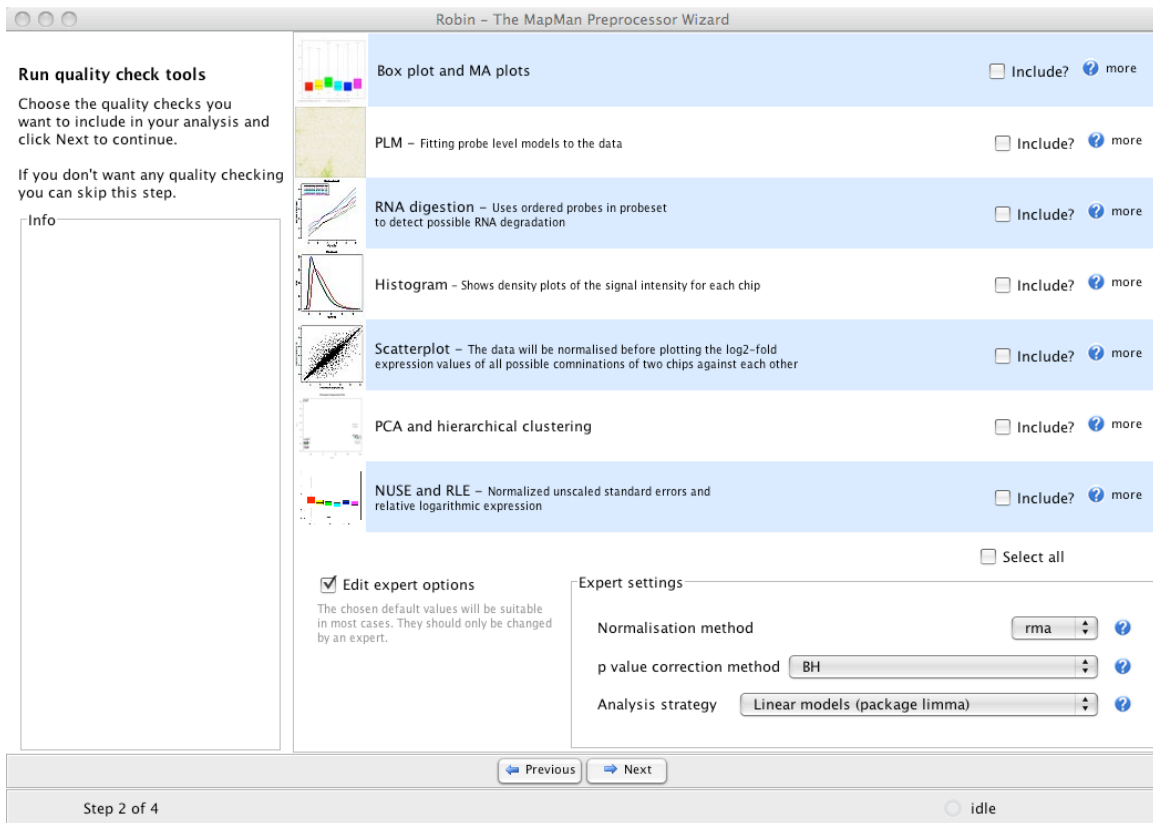 Robin – The MapMan Preprocessor Wizard
Run quality check tools
Choose the quality checks you
want to include in your analysis and
click Next to continue.
If you don't want any quality checking
you can skip this step.
Info
Box plot and MA plots
Include?
more
PLM – Fitting probe level models to the data
Include?
more
RNA digestion – Uses ordered probes in probeset
to detect possible RNA degradation
Include?
more
Histogram – Shows density plots of the signal intensity for each chip
Include?
more
Scatterplot – The data will be normalised before plotting the log2-fold
expression values of all possible comninations of two chips against each other
Include?
more
PCA and hierarchical clustering
Include?
more
NUSE and RLE – Normalized unscaled standard errors and
relative logarithmic expression
Include?
more
Select all
Edit expert options
The chosen default values will be suitable
in most cases. They should only be changed
by an expert.
Expert settings
Normalisation method
rma
p value correction method
BH
Analysis strategy
Linear models (package limma)
Previous
Next
Step 2 of 4
idle